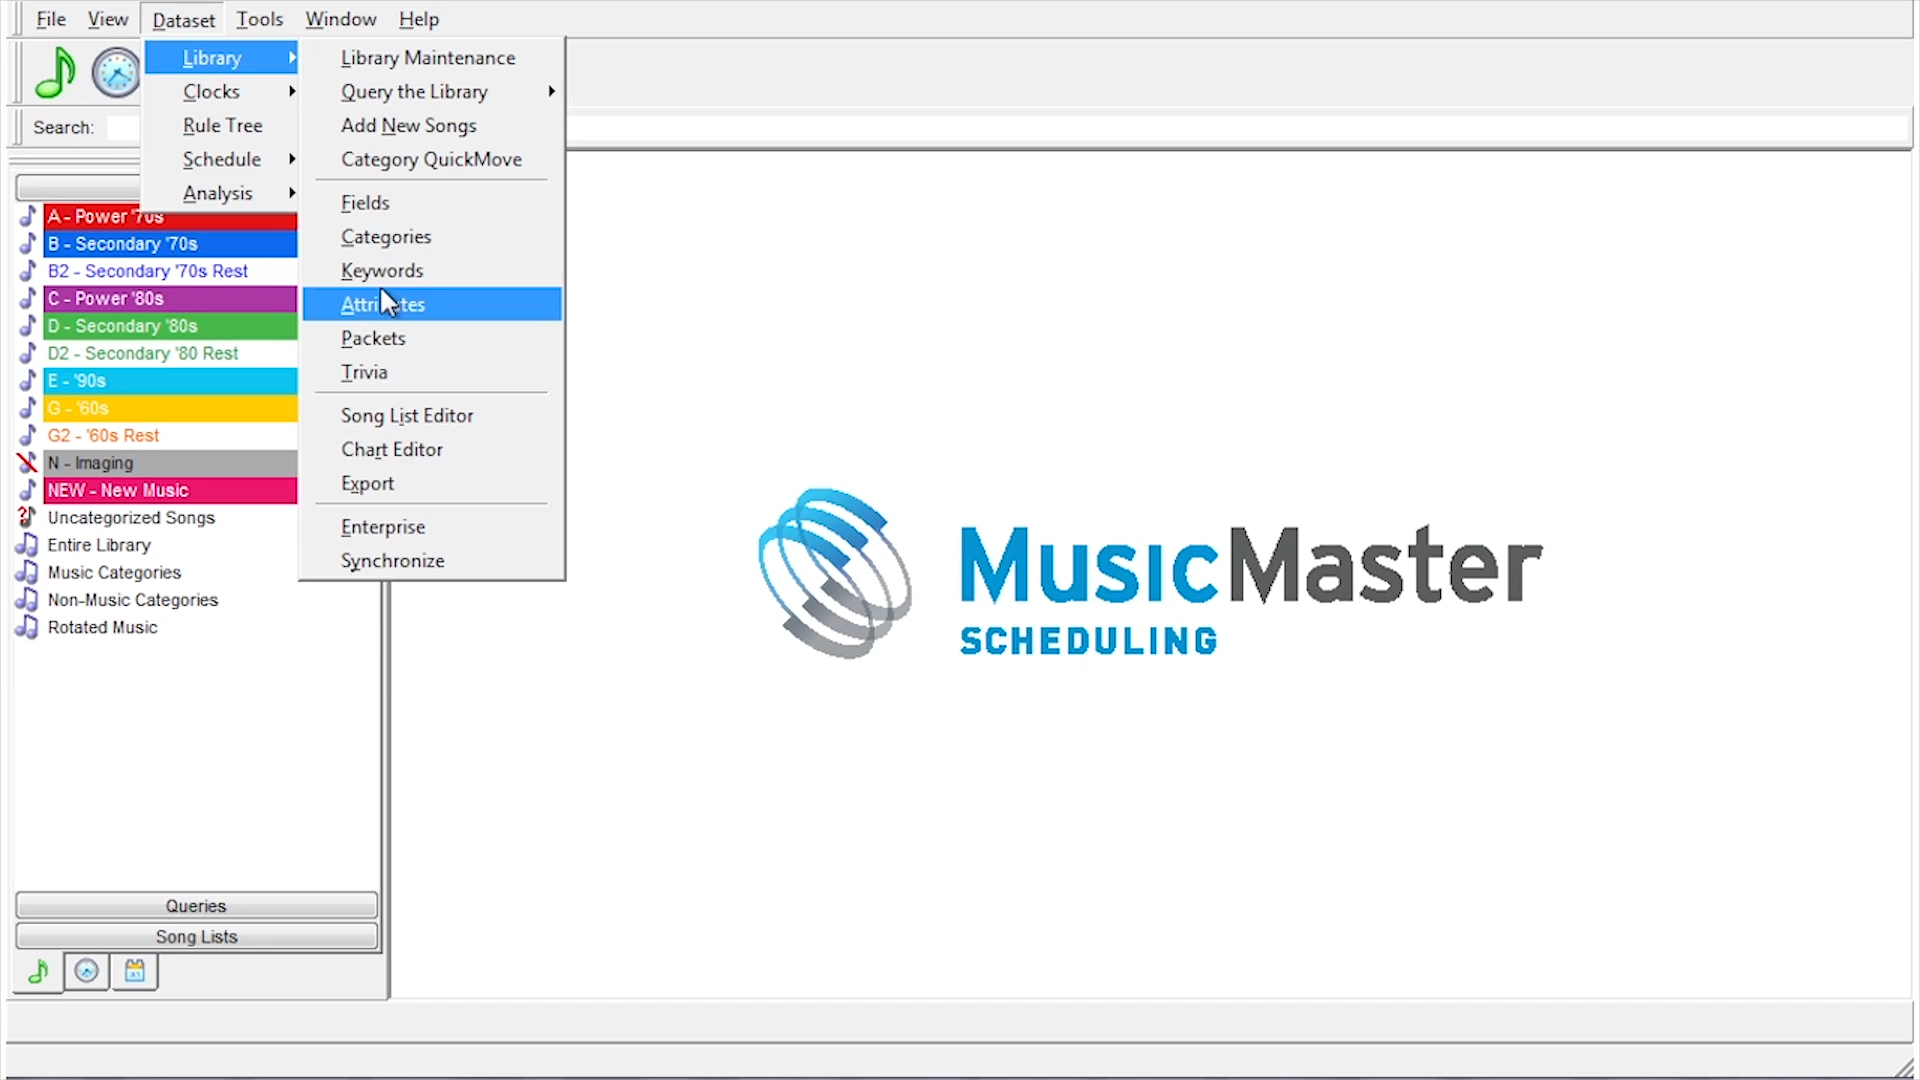 File View Dataset Tools Window Help
Library
Clocks
Rule Tree
Schedule
Analysis
Library Maintenance
Query the Library
Add New Songs
Category QuickMove
Fields
Categories
Keywords
Attributes
Packets
Trivia
Song List Editor
Chart Editor
Export
Enterprise
Synchronize
Search:
A - Power '70s
B - Secondary '70s
B2 - Secondary '70s Rest
C - Power '80s
D - Secondary '80s
D2 - Secondary '80 Rest
E - '90s
G - '60s
G2 - '60s Rest
N - Imaging
NEW - New Music
Uncategorized Songs
Entire Library
Music Categories
Non-Music Categories
Rotated Music
Queries
Song Lists
MusicMaster
SCHEDULING